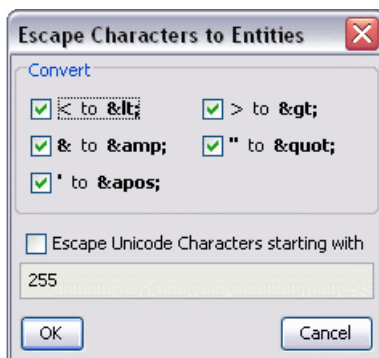 Escape Characters to Entities
Convert
< to &lt; > to &gt;
& to &amp; " to &quot;
' to &apos;
Escape Unicode Characters starting with
255
OK Cancel